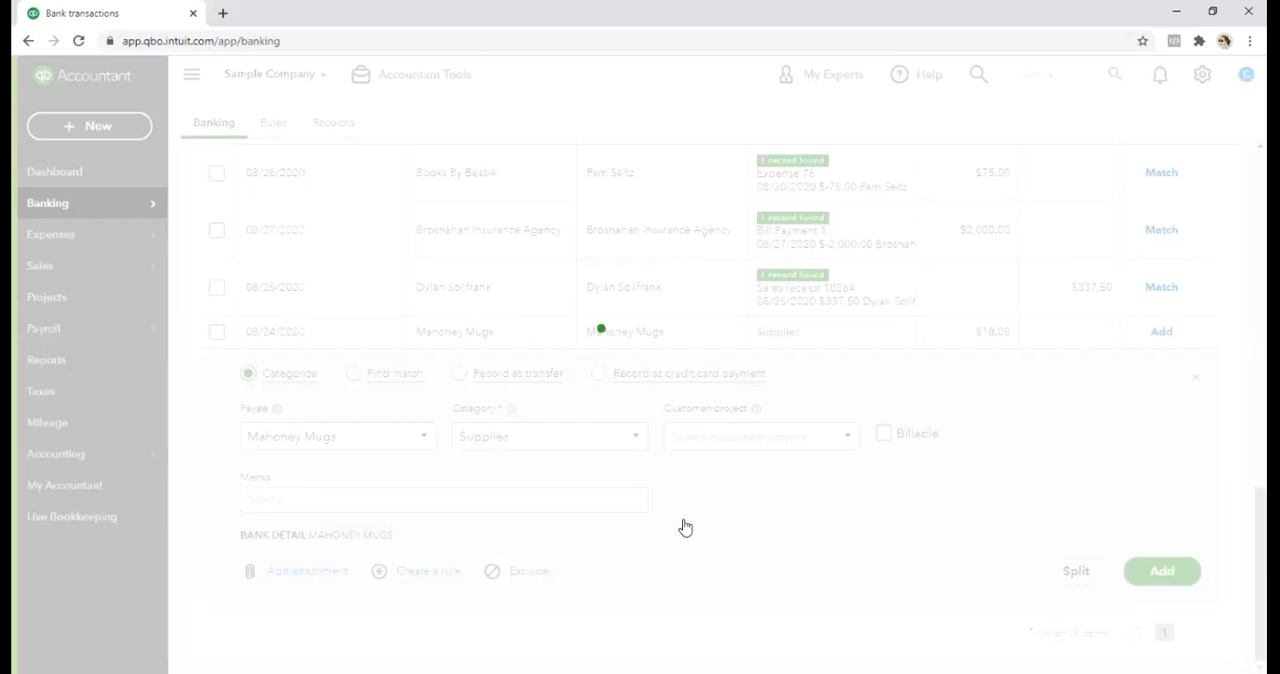 Bank transactions
app.qbo.intuit.com/app/banking
qb Accountant
Sample Company
Accountant Tools
My Experts
Help
+ New
Banking
Rules
Receipts
Dashboard
Banking
Expenses
Sales
Projects
Payroll
Reports
Taxes
Mileage
Accounting
My Accountant
Live Bookkeeping
1 record found
08/28/2020 Books By Bessie Pam Seitz Expense 76 $75.00 Match
08/30/2020 $-75.00 Pam Seitz
1 record found
08/27/2020 Brosnahan Insurance Agency Brosnahan Insurance Agency Bill Payment 1 $2,000.00 Match
08/27/2020 $-2,000.00 Brosnah
1 record found
08/25/2020 Dylan Sollfrank Dylan Sollfrank Sales receipt 10264 $337.50 Match
08/25/2020 $337.50 Dylan Sollf
08/24/2020 Mahoney Mugs Mahoney Mugs Supplies $18.08 Add
Categorize Find match Record as transfer Record as credit card payment
Payee Category * Customer/project
Mahoney Mugs Supplies Select customer/project Billable
Memo
Memo
BANK DETAIL MAHONEY MUGS
Add attachment Create a rule Exclude Split Add
1